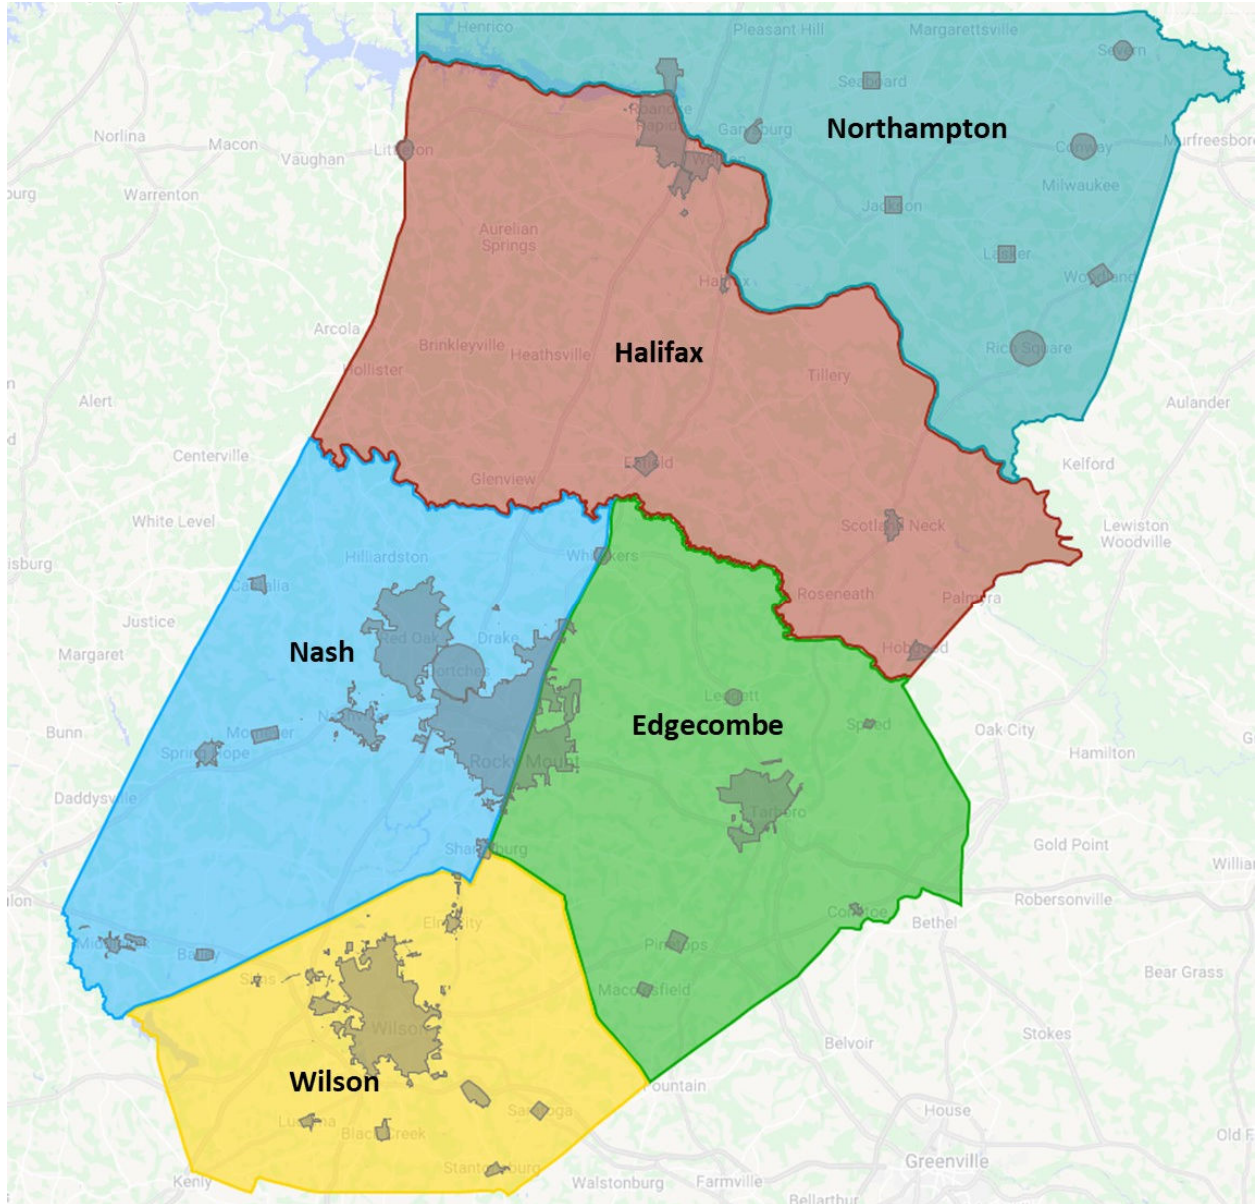 Henrico
Pleasant Hill
Margarettsville
Severn
Seaboard
Roanoke
Rapids
Garysburg
Northampton
Norlina
Macon
Vaughan
Littleton
Weldon
Conway
Murfreesboro
Milwaukee
Warrenton
Jackson
Aurelian
Springs
Lasker
Woodland
Halifax
Arcola
Brinkleyville
Heathsville
Halifax
Rich Square
Hollister
Tillery
Alert
Aulander
Centerville
Enfield
Kelford
Glenview
White Level
Scotland Neck
Lewiston
Woodville
Hilliardston
Whitakers
Castalia
Roseneath
Palmyra
Justice
Red Oak
Drake
Hobgood
Margaret
Nash
Dortches
Leggett
Edgecombe
Speed
Oak City
Bunn
Momeyer
Nashville
Spring Hope
Rocky Mount
Hamilton
Daddysville
Tarboro
Sharpsburg
Gold Point
Robersonville
Elm City
Conetoe
Bethel
Middlesex
Bailey
Pinetops
Sims
Macclesfield
Bear Grass
Wilson
Stokes
Belvoir
Wilson
Fountain
House
Lucama
Saratoga
Black Creek
Old F
Stantonsburg
Greenville
Kenly
Walstonburg
Farmville
Bellarthur